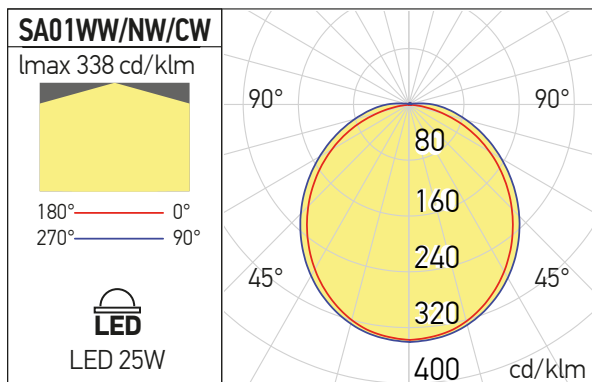 SA01WW/NW/CW
Imax 338 cd/klm
180° 0°
270° 90°
LED
LED 25W
90° 90°
80
160
240
45° 45°
320
400 cd/klm